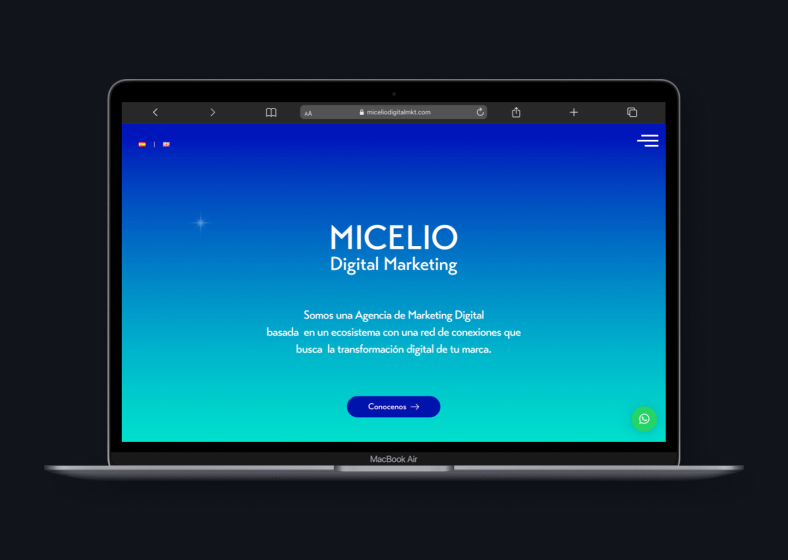 AA
miceliodigitalmkt.com
|
MICELIO
Digital Marketing
Somos una Agencia de Marketing Digital
basada en un ecosistema con una red de conexiones que
busca la transformación digital de tu marca.
Conocenos →
MacBook Air